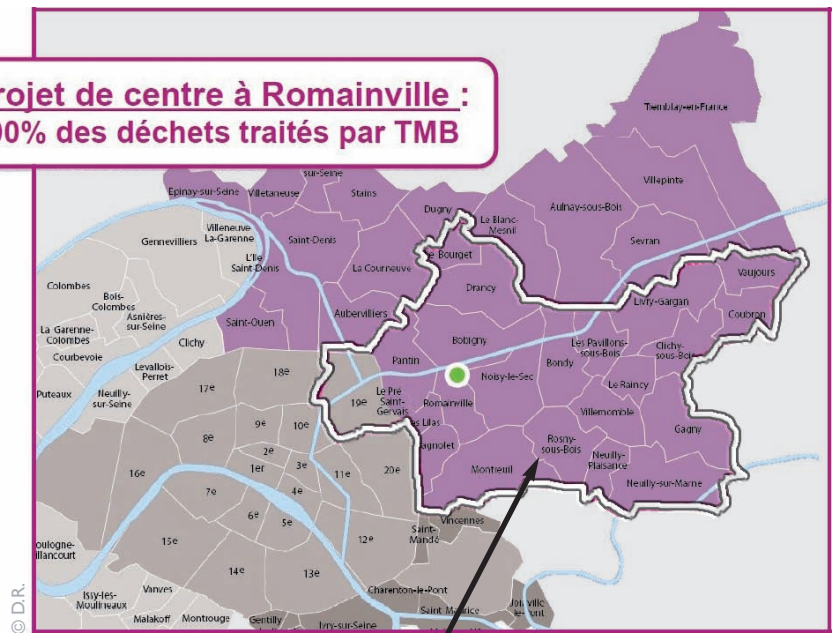 rojet de centre à Romainville :
00% des déchets traités par TMB
Tremblay-en-France
sur-Seine
Villepinte
Epinay-sur-Seine
Villetaneuse
Stains
Dugny
Le Blanc-
Mesnil
Aulnay-sous-Bois
Villeneuve
La-Garenne
Gennevilliers
Saint-Denis
Sevran
L'Ile
Saint-Denis
La Courneuve
e Bourget
Vaujours
Colombes
Drancy
Livry-Gargan
Bois-
Colombes
Asnières-
sur-Seine
Saint-Ouen
Aubervilliers
Coubron
La Garenne-
Colombes
Clichy
Bobigny
Les Pavillons-
sous-Bois
Clichy-
sous-Bois
Courbevoie
Levallois-
Perret
Pantin
Bondy
Puteaux
Neuilly-
sur-Seine
17e
18e
19e
Le Pré
Saint-
Gervais
Noisy-le-Sec
Le Raincy
Romainville
Villemomble
es Lilas
8e
9e
10e
2e
agnolet
Rosny-
sous-Bois
Gagny
16e
1er
3e
11e
20e
Montreuil
Neuilly-
Plaisance
Neuilly-sur-Marne
7e
4e
6e
5e
Vincennes
Saint-
Mandé
15e
12e
oulogne-
illancourt
14e
13e
Charenton-le-Pont
Issy-les-
Moulineaux
Vanves
Saint Maurice
Joinville
le-Pont
Malakoff
Montrouge
Gentilly
Ivry-sur-Seine
© D.R.